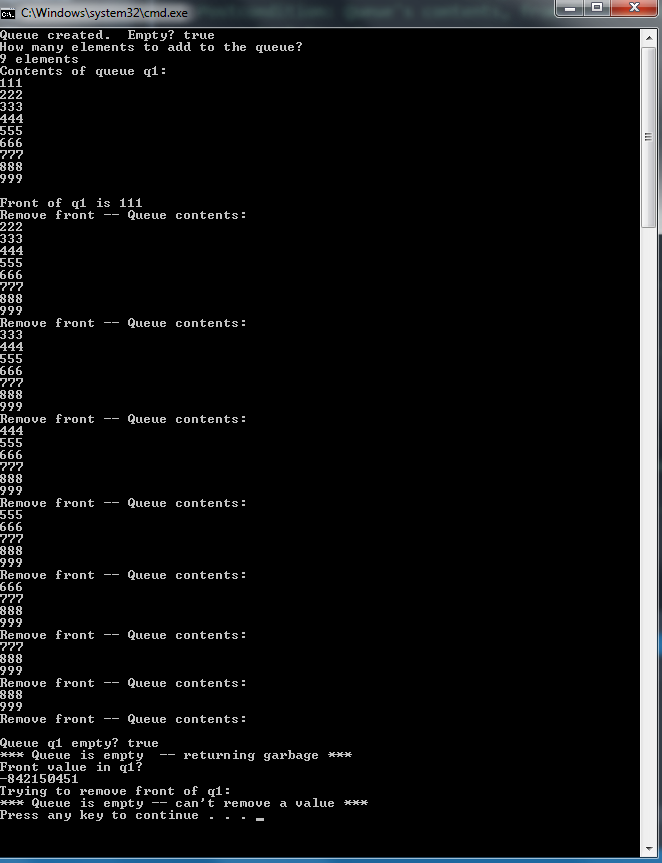 C:\Windows\system32\cmd.exe
Queue created.  Empty? true
How many elements to add to the queue?
9 elements
Contents of queue q1:
111
222
333
444
555
666
777
888
999
Front of q1 is 111
Remove front -- Queue contents:
222
333
444
555
666
777
888
999
Remove front -- Queue contents:
333
444
555
666
777
888
999
Remove front -- Queue contents:
444
555
666
777
888
999
Remove front -- Queue contents:
555
666
777
888
999
Remove front -- Queue contents:
666
777
888
999
Remove front -- Queue contents:
777
888
999
Remove front -- Queue contents:
888
999
Remove front -- Queue contents:
Queue q1 empty? true
*** Queue is empty  -- returning garbage ***
Front value in q1?
-842150451
Trying to remove front of q1:
*** Queue is empty -- can't remove a value ***
Press any key to continue . . . _